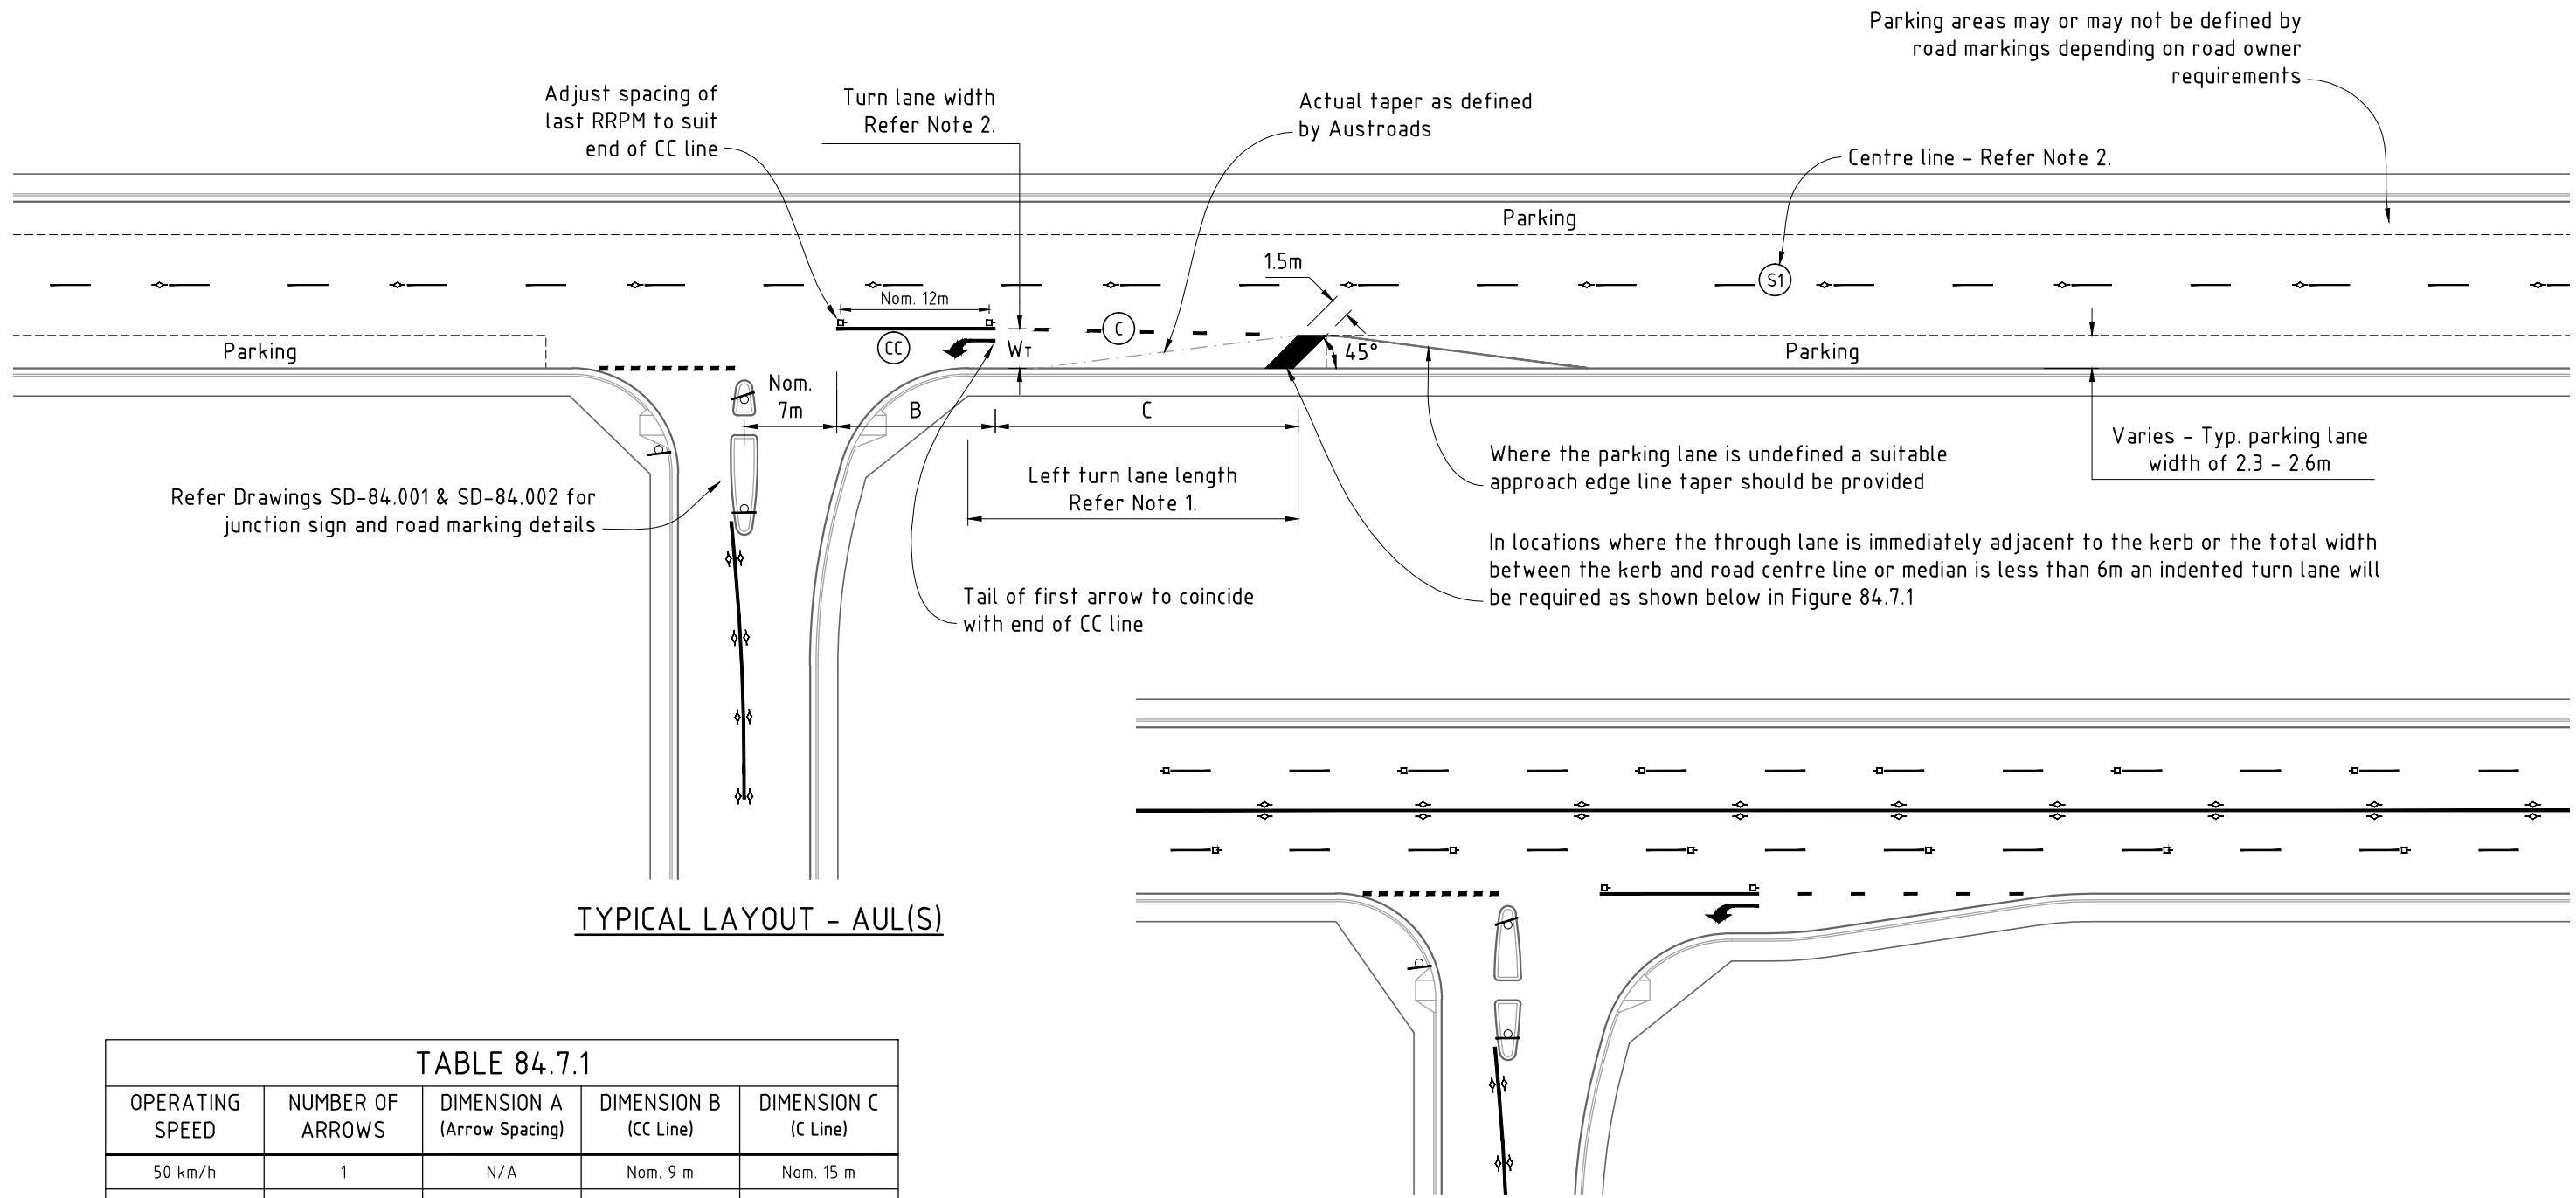 Parking areas may or may not be defined by
road markings depending on road owner
requirements
Adjust spacing of
last RRPM to suit
end of CC line
Turn lane width
Refer Note 2.
Actual taper as defined
by Austroads
Centre line - Refer Note 2.
Parking
1.5m
S1
Nom. 12m
C
CC
WT
45°
Parking
Parking
Nom.
7m
B
C
Left turn lane length
Refer Note 1.
Where the parking lane is undefined a suitable
approach edge line taper should be provided
Varies - Typ. parking lane
width of 2.3 - 2.6m
Refer Drawings SD-84.001 & SD-84.002 for
junction sign and road marking details
In locations where the through lane is immediately adjacent to the kerb or the total width
between the kerb and road centre line or median is less than 6m an indented turn lane will
be required as shown below in Figure 84.7.1
Tail of first arrow to coincide
with end of CC line
TYPICAL LAYOUT - AUL(S)
TABLE 84.7.1
OPERATING SPEED NUMBER OF ARROWS DIMENSION A (Arrow Spacing) DIMENSION B (CC Line) DIMENSION C (C Line)
50 km/h 1 N/A Nom. 9 m Nom. 15 m